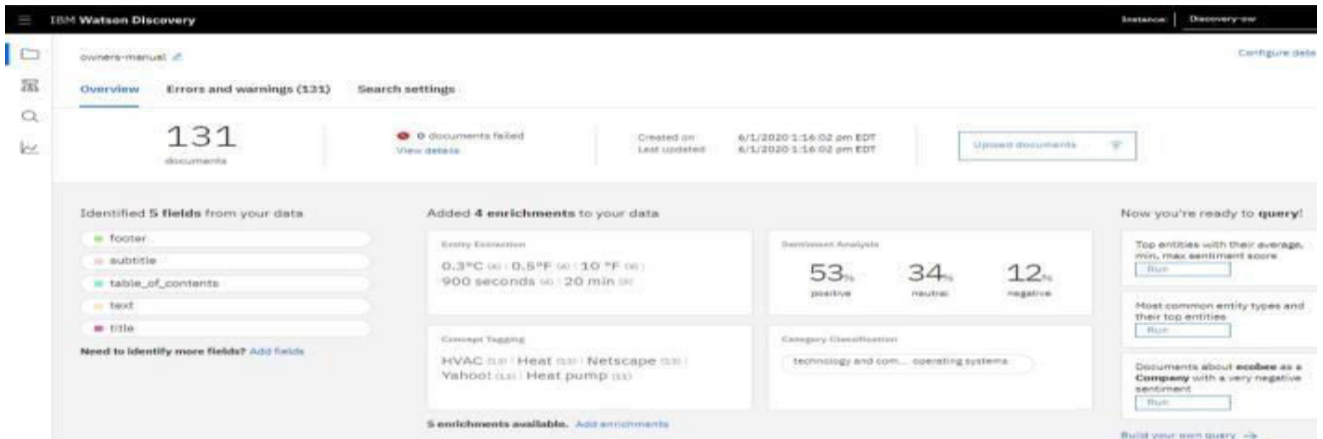 IBM Watson Discovery
Instance: Discovery-sw
owners-manual
Configure data
Overview Errors and warnings (131) Search settings
131
documents
0 documents failed
View details
Created on 6/1/2020 1:16:02 pm EDT
Last updated 6/1/2020 1:16:02 pm EDT
Upload documents
Identified 5 fields from your data
footer
subtitle
table_of_contents
text
title
Need to identify more fields? Add fields
Added 4 enrichments to your data
Entity Extraction
0.3°C | 0.5°F | 10 °F |
900 seconds | 20 min
Sentiment Analysis
53% 34% 12%
positive neutral negative
Concept Tagging
HVAC | Heat | Netscape |
Yahoo! | Heat pump
Category Classification
technology and com... operating systems
5 enrichments available. Add enrichments
Now you're ready to query!
Top entities with their average,
min, max sentiment score
Run
Most common entity types and
their top entities
Run
Documents about ecobee as a
Company with a very negative
sentiment
Run
Build your own query →